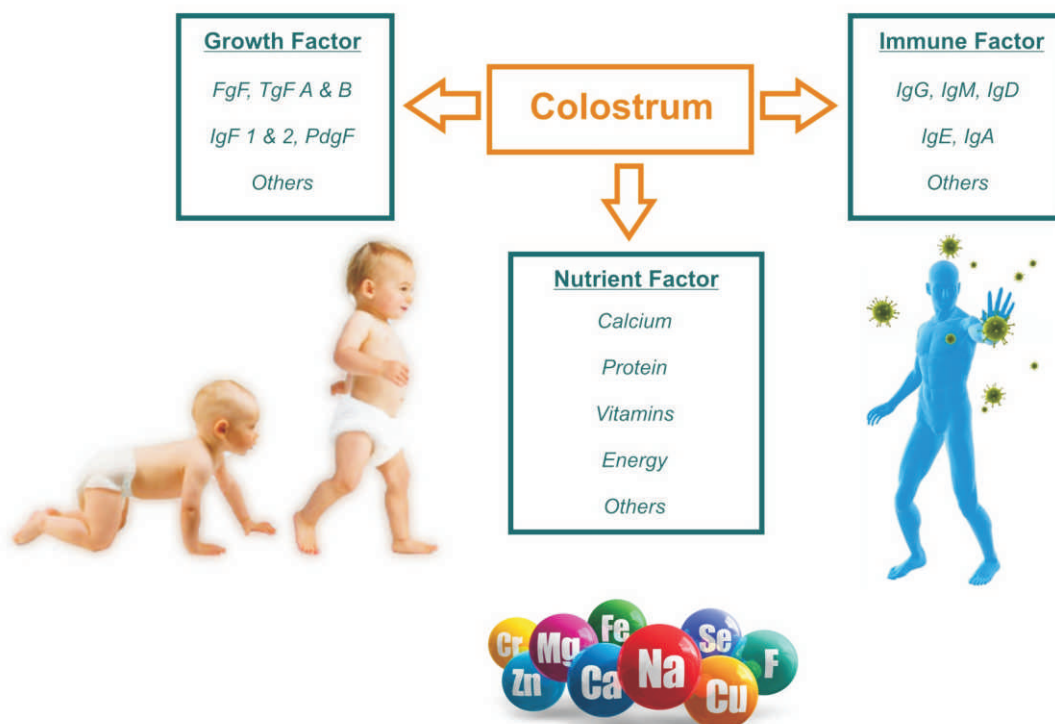 Colostrum
Growth Factor
FgF, TgF A & B
IgF 1 & 2, PdgF
Others
Immune Factor
IgG, IgM, IgD
IgE, IgA
Others
Nutrient Factor
Calcium
Protein
Vitamins
Energy
Others
Cr
Mg
Fe
Se
F
Zn
Ca
Na
Cu